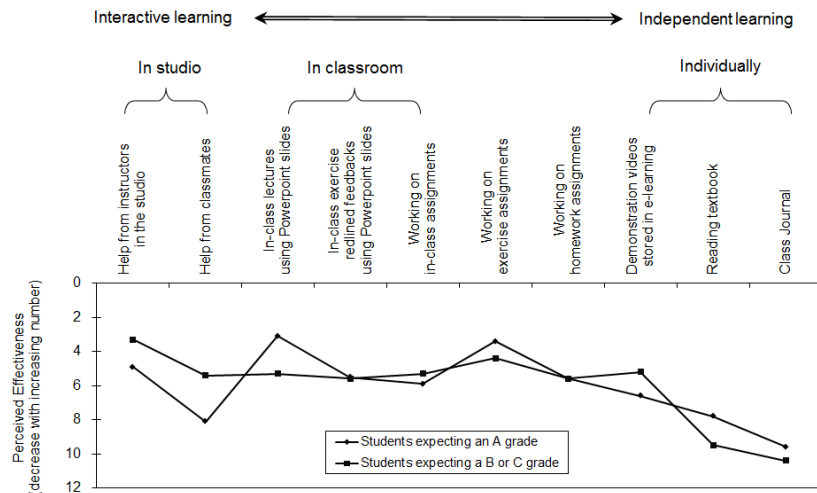 Interactive learning
Independent learning
In studio
In classroom
Individually
Help from instructors
in the studio
Help from classmates
In-class lectures
using Powerpoint slides
In-class exercise
redlined feedbacks
using Powerpoint slides
Working on
in-class assignments
Working on
exercise assignments
Working on
homework assignments
Demonstration videos
stored in e-learning
Reading textbook
Class Journal
Perceived Effectiveness
(decrease with increasing number)
0
2
4
6
8
10
12
Students expecting an A grade
Students expecting a B or C grade